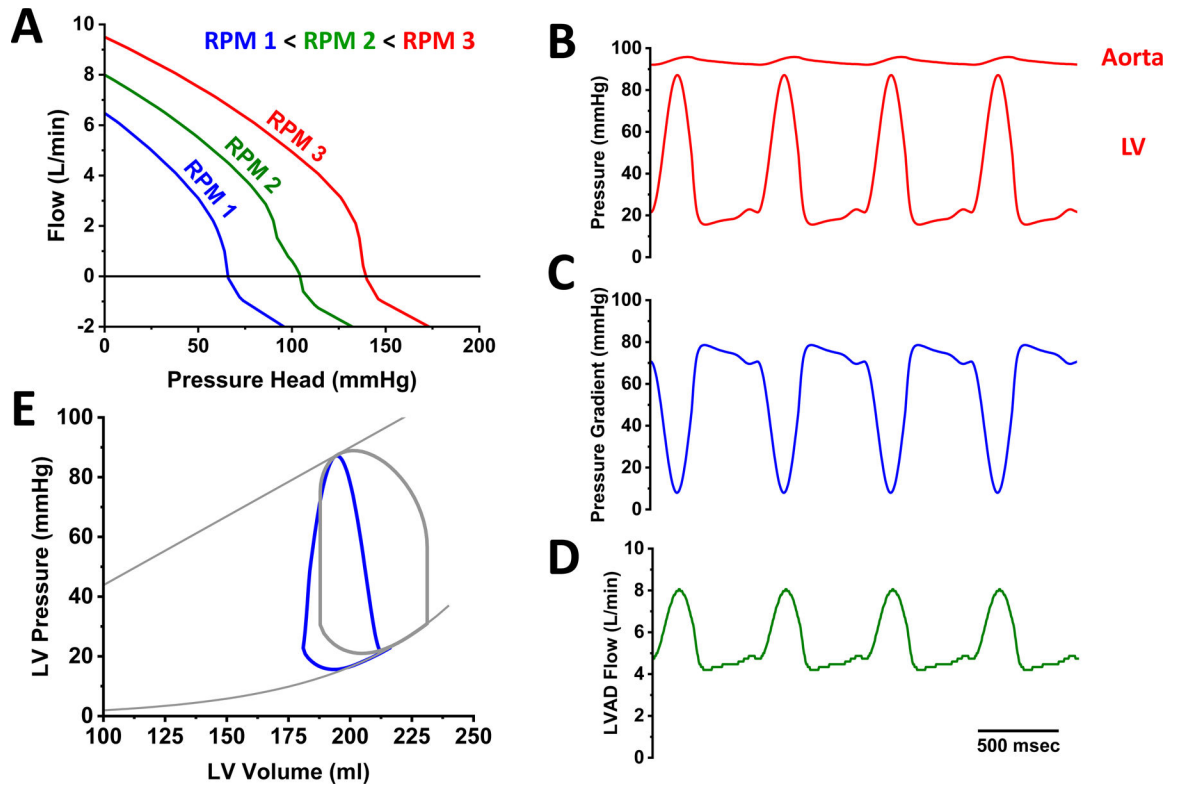 A
RPM 1 < RPM 2 < RPM 3
10
8
6
4
2
0
-2
Flow (L/min)
RPM 1
RPM 2
RPM 3
0
50
100
150
200
Pressure Head (mmHg)
B
100
80
60
40
20
0
Pressure (mmHg)
Aorta
LV
C
100
80
60
40
20
0
Pressure Gradient (mmHg)
D
10
8
6
4
2
0
LVAD Flow (L/min)
500 msec
E
100
80
60
40
20
0
LV Pressure (mmHg)
100
125
150
175
200
225
250
LV Volume (ml)